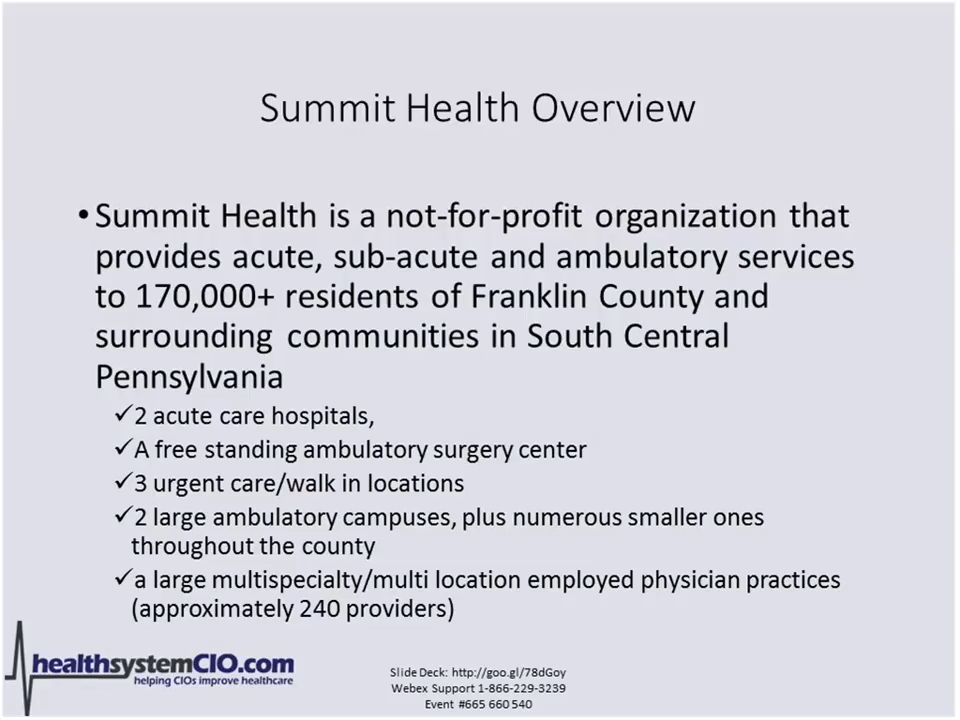 Summit Health Overview
• Summit Health is a not-for-profit organization that
provides acute, sub-acute and ambulatory services
to 170,000+ residents of Franklin County and
surrounding communities in South Central
Pennsylvania
✓2 acute care hospitals,
✓A free standing ambulatory surgery center
✓3 urgent care/walk in locations
✓2 large ambulatory campuses, plus numerous smaller ones
throughout the county
✓a large multispecialty/multi location employed physician practices
(approximately 240 providers)
healthsystemCIO.com
helping CIOs improve healthcare
Slide Deck: http://goo.gl/78dGoy
Webex Support 1-866-229-3239
Event #665 660 540